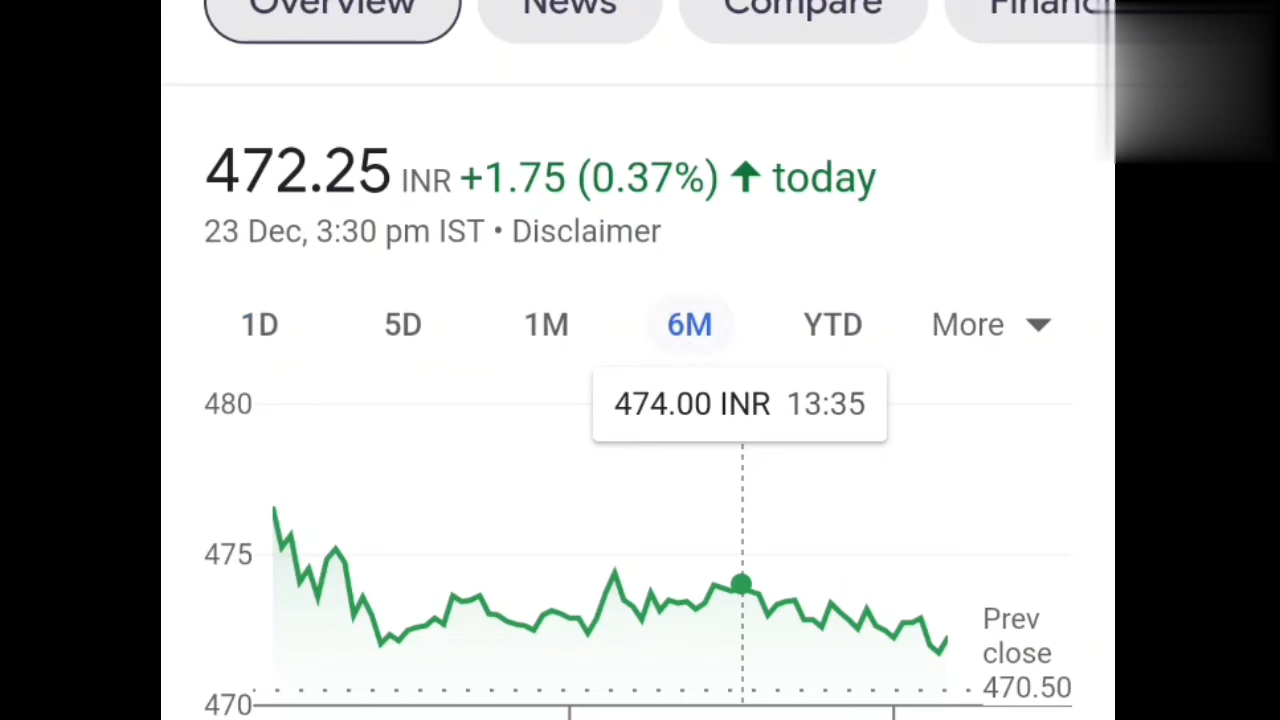 Overview News Compare Financ
472.25 INR +1.75 (0.37%) ↑ today
23 Dec, 3:30 pm IST • Disclaimer
1D 5D 1M 6M YTD More
474.00 INR 13:35
480
475
Prev
close
470.50
470